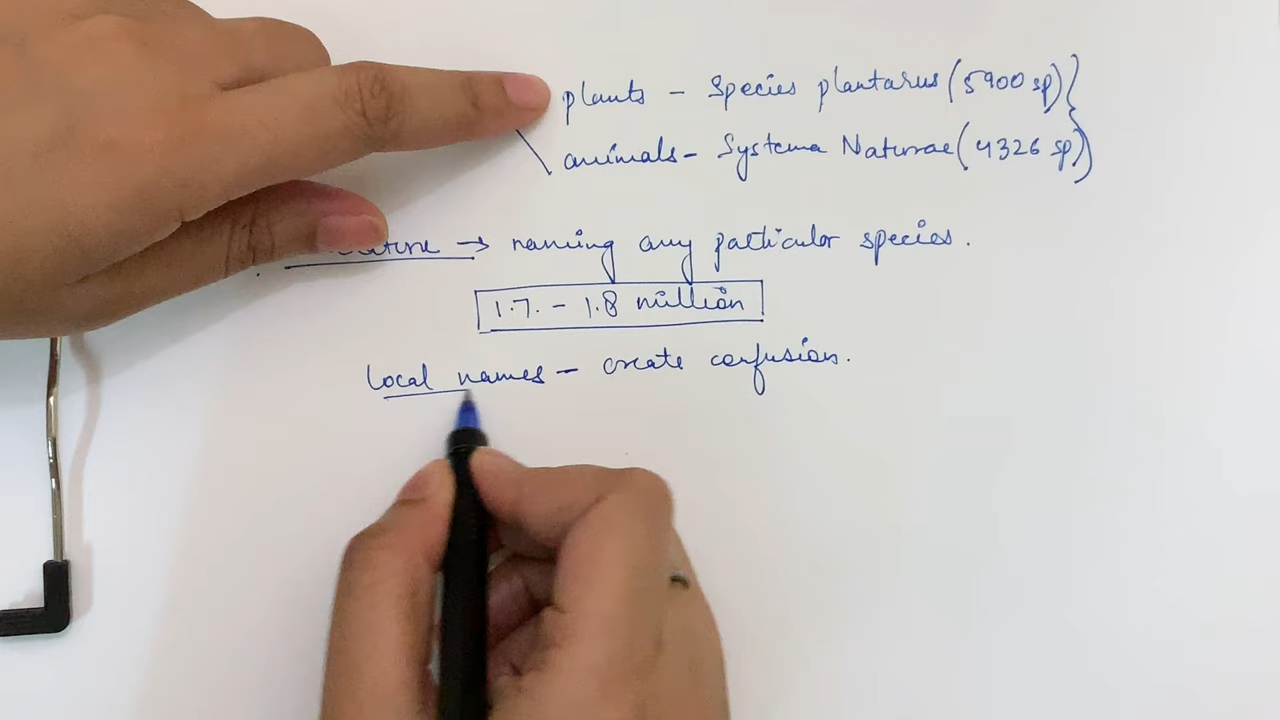 plants - Species plantarus (5900 sp)
animals - Systema Naturae (4326 sp)
→ naming any particular species.
1.7. - 1.8 million
Local names - create confusion.